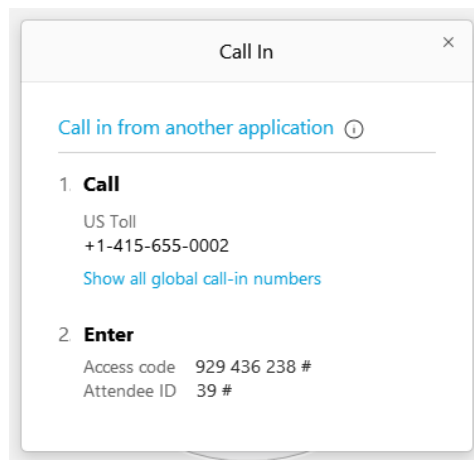 Call In
Call in from another application
1. Call
US Toll
+1-415-655-0002
Show all global call-in numbers
2. Enter
Access code 929 436 238 #
Attendee ID 39 #